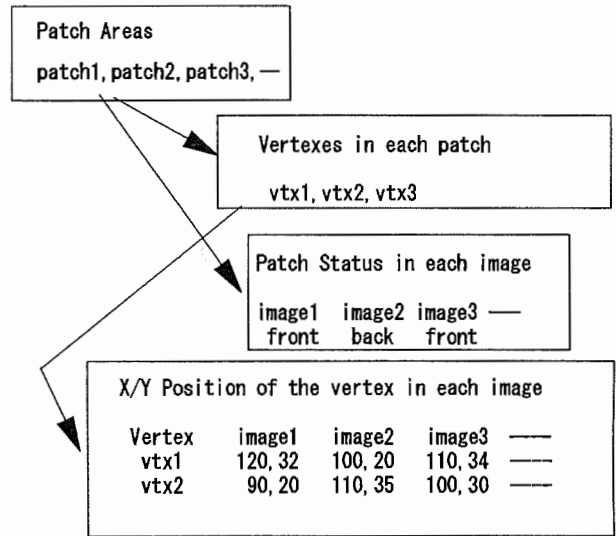 Patch Areas
patch1, patch2, patch3, —
Vertexes in each patch
vtx1, vtx2, vtx3
Patch Status in each image
image1 image2 image3 —
front back front
X/Y Position of the vertex in each image
Vertex image1 image2 image3 —
vtx1 120, 32 100, 20 110, 34 —
vtx2 90, 20 110, 35 100, 30 —